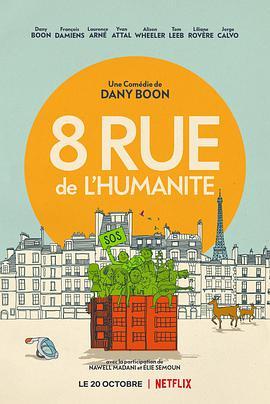 Dany François Laurence Yvan Alison Tom Liliane Jorge
BOON DAMIENS ARNÉ ATTAL WHEELER LEEB ROVÈRE CALVO
Une Comédie de
DANY BOON
8 RUE
de L'HUMANITE
SOS
avec la participation de
NAWELL MADANI et ÉLIE SEMOUN
LE 20 OCTOBRE | NETFLIX